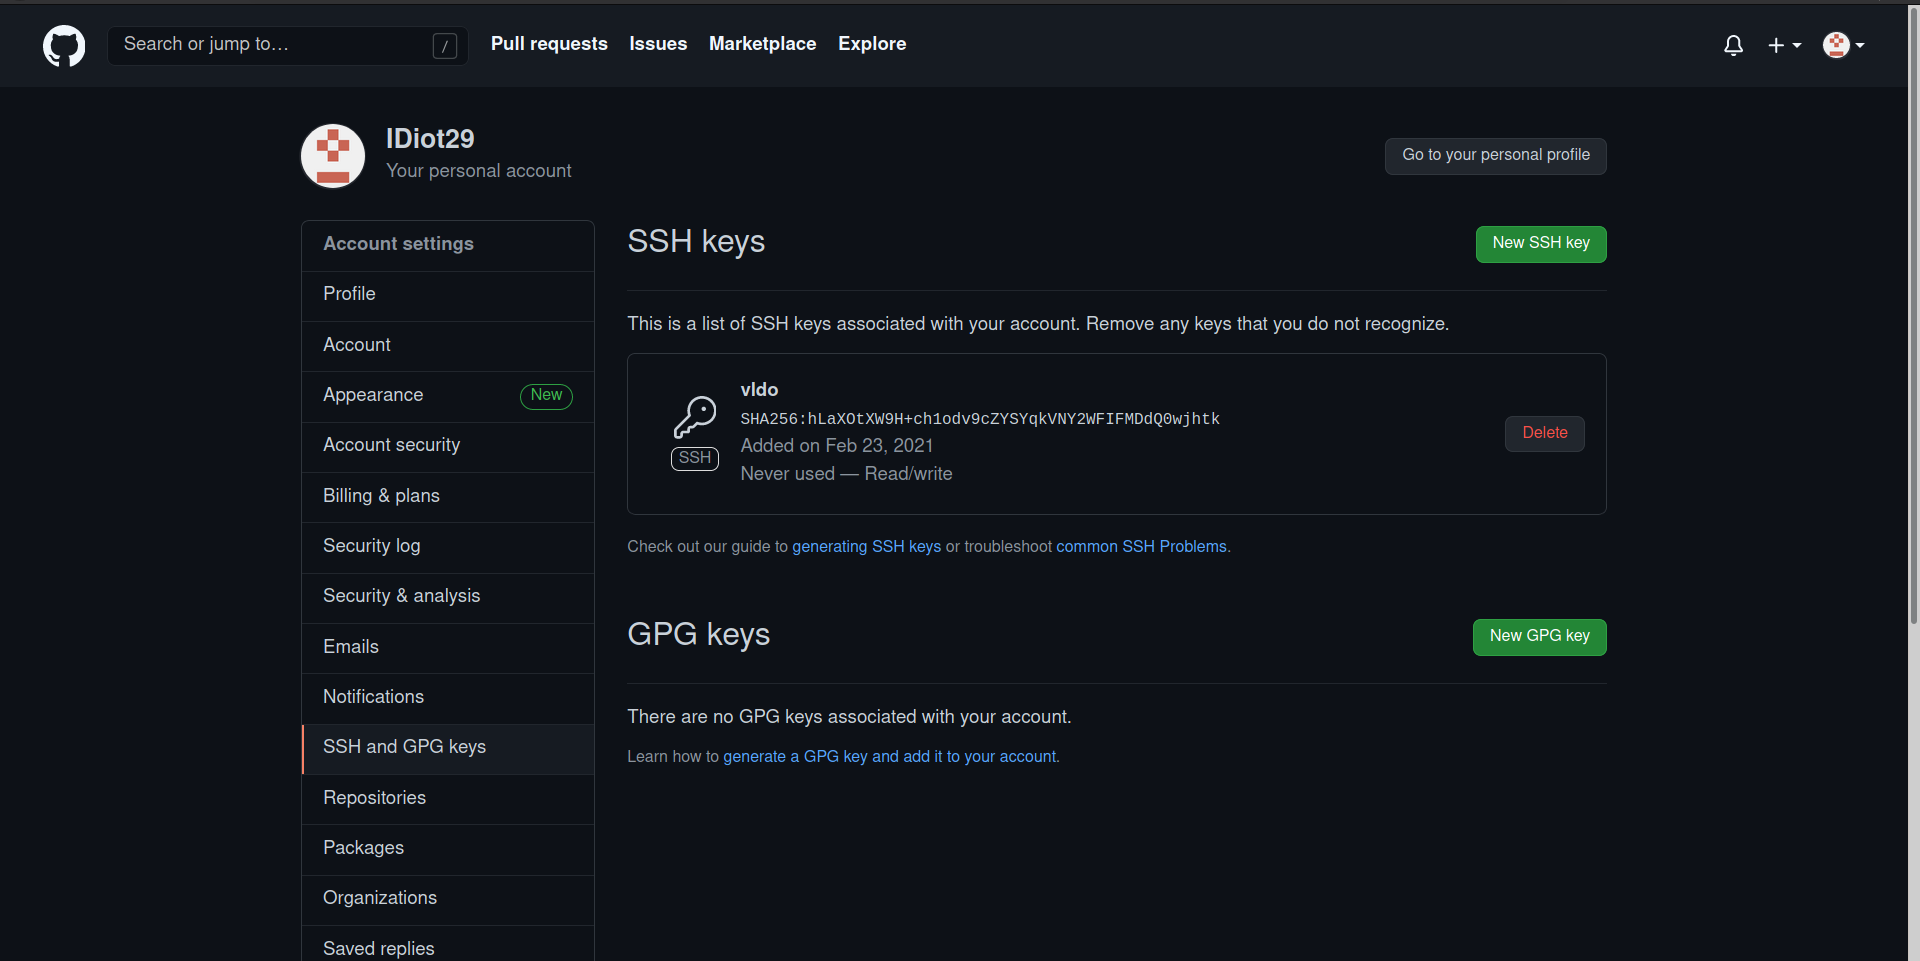 Search or jump to…
/
Pull requests
Issues
Marketplace
Explore
IDiot29
Your personal account
Go to your personal profile
Account settings
Profile
Account
Appearance
New
Account security
Billing & plans
Security log
Security & analysis
Emails
Notifications
SSH and GPG keys
Repositories
Packages
Organizations
Saved replies
SSH keys
New SSH key
This is a list of SSH keys associated with your account. Remove any keys that you do not recognize.
SSH
vldo
SHA256:hLaXOtXW9H+ch1odv9cZYSYqkVNY2WFIFMDdQ0wjhtk
Added on Feb 23, 2021
Never used — Read/write
Delete
Check out our guide to generating SSH keys or troubleshoot common SSH Problems.
GPG keys
New GPG key
There are no GPG keys associated with your account.
Learn how to generate a GPG key and add it to your account.